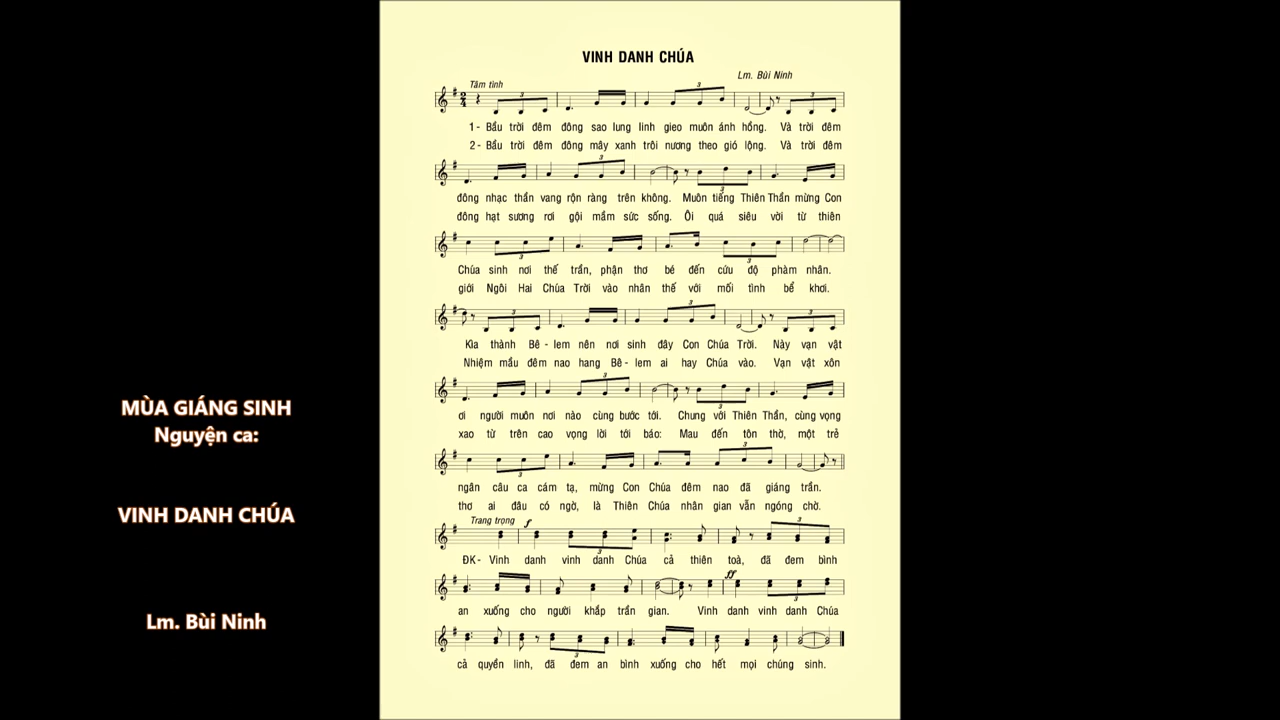 VINH DANH CHÚA
Lm. Bùi Ninh
Tâm tình
1- Bầu trời đêm đông sao lung linh gieo muôn ánh hồng. Và trời đêm
2- Bầu trời đêm đông mây xanh trôi nương theo gió lộng. Và trời đêm
đông nhạc thần vang rộn ràng trên không. Muôn tiếng Thiên Thần mừng Con
đông hạt sương rơi gội mầm sức sống. Ôi quá siêu vời từ thiên
Chúa sinh nơi thế trần, phận thơ bé đến cứu độ phàm nhân.
giới Ngôi Hai Chúa Trời vào nhân thế với mối tình bể khơi.
Kìa thành Bê - lem nên nơi sinh đây Con Chúa Trời. Này vạn vật
Nhiệm mầu đêm nao hang Bê - lem ai hay Chúa vào. Vạn vật xôn
ơi người muôn nơi nào cùng bước tới. Chung với Thiên Thần, cùng vọng
xao từ trên cao vọng lời tới báo: Mau đến tôn thờ, một trẻ
ngân câu ca cám tạ, mừng Con Chúa đêm nao đã giáng trần.
thơ ai đâu có ngờ, là Thiên Chúa nhân gian vẫn ngóng chờ.
Trang trọng f
ĐK- Vinh danh vinh danh Chúa cả thiên toà, đã đem bình
ff
an xuống cho người khắp trần gian. Vinh danh vinh danh Chúa
cả quyền linh, đã đem an bình xuống cho hết mọi chúng sinh.
MÙA GIÁNG SINH
Nguyện ca:
VINH DANH CHÚA
Lm. Bùi Ninh